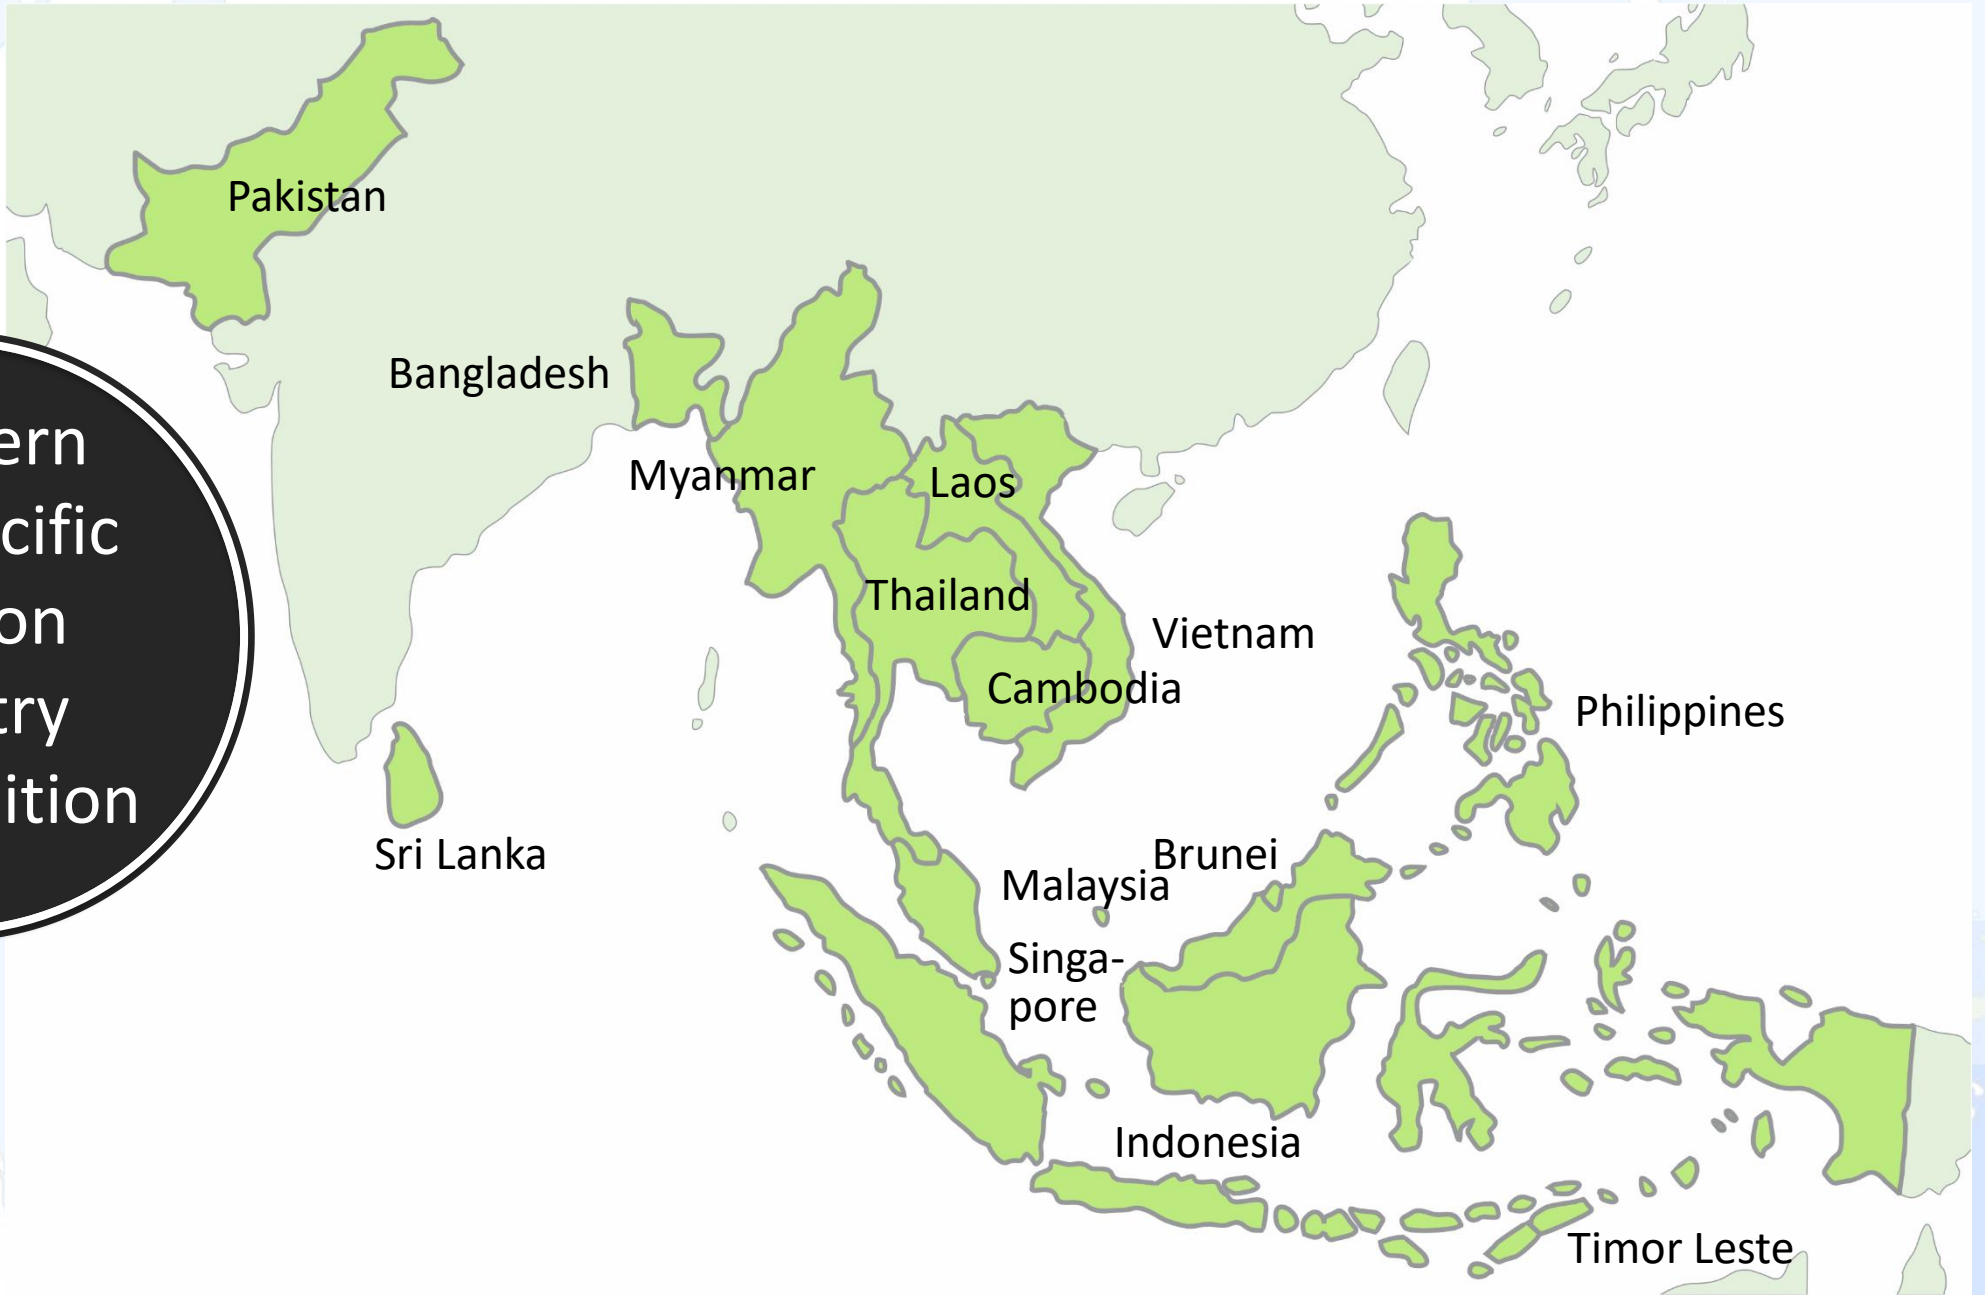 ern
cific
on
try
ition
Pakistan
Bangladesh
Myanmar
Laos
Thailand
Vietnam
Cambodia
Philippines
Sri Lanka
Brunei
Malaysia
Singa-
pore
Indonesia
Timor Leste